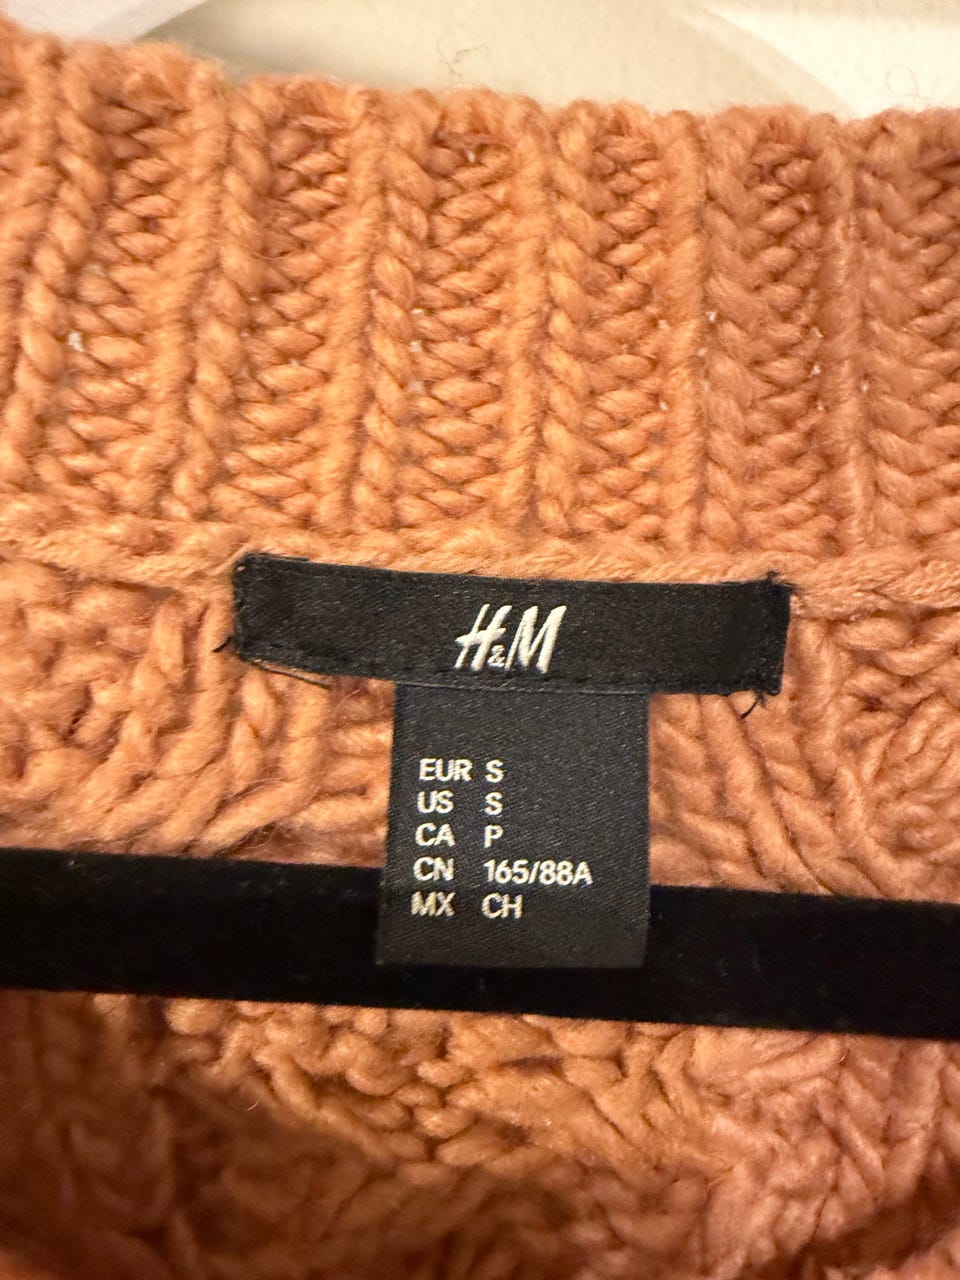 H&M
EUR S
US S
CA P
CN 165/88A
MX CH